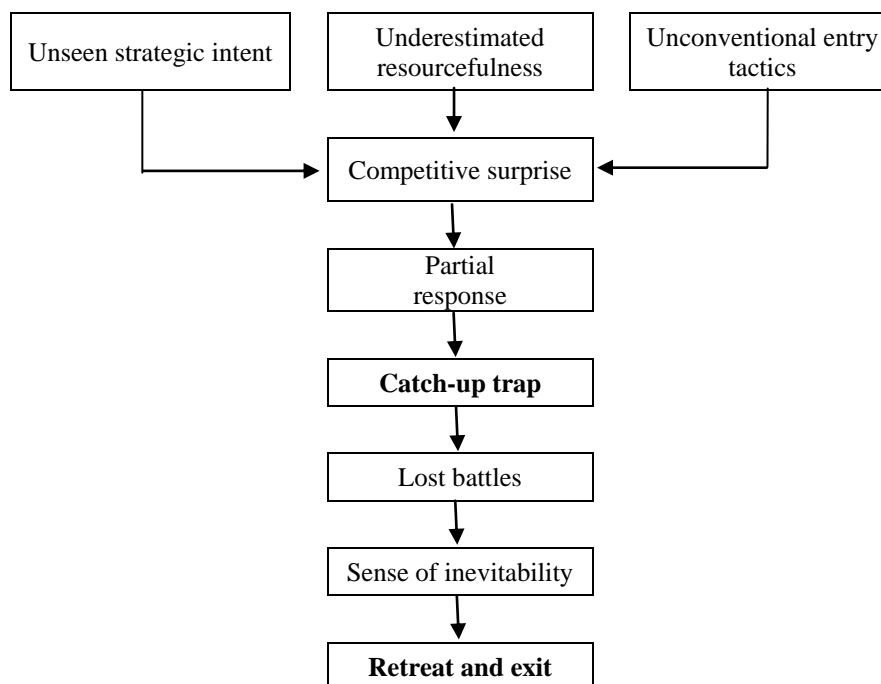 Unseen strategic intent
Underestimated
resourcefulness
Unconventional entry
tactics
Competitive surprise
Partial
response
Catch-up trap
Lost battles
Sense of inevitability
Retreat and exit